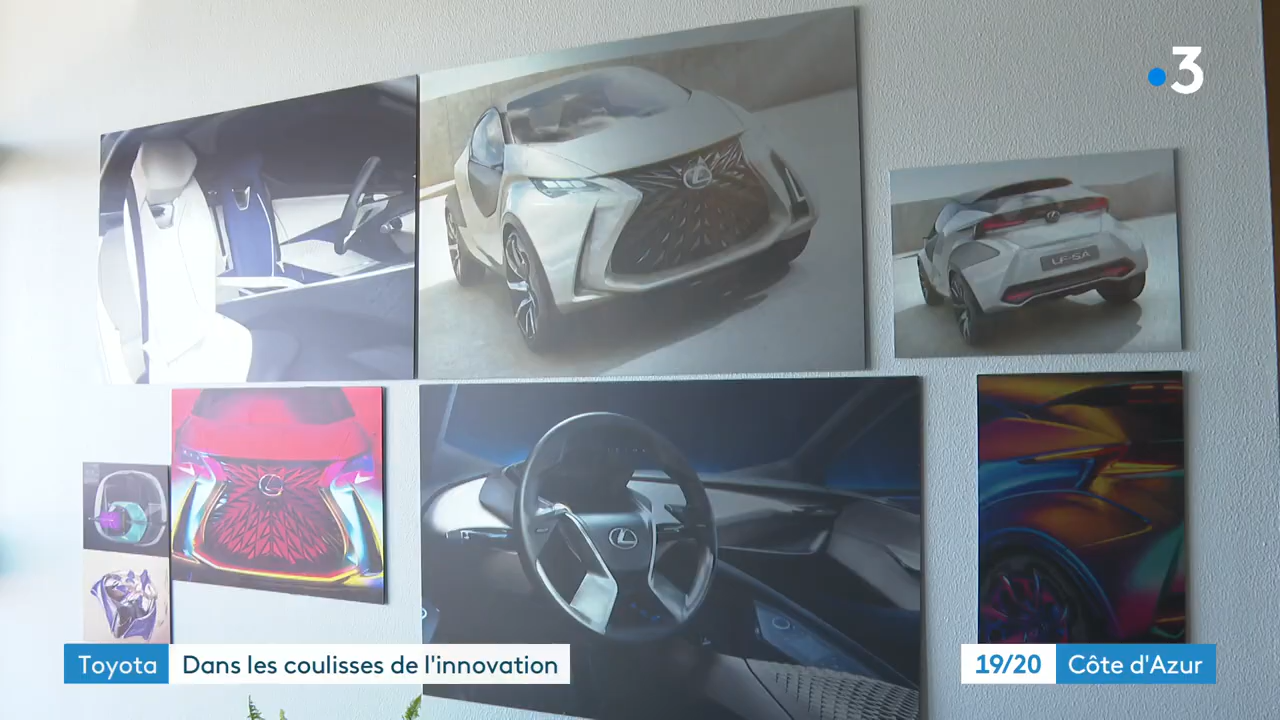 3
LF-SA
Toyota
Dans les coulisses de l'innovation
19/20
Côte d'Azur